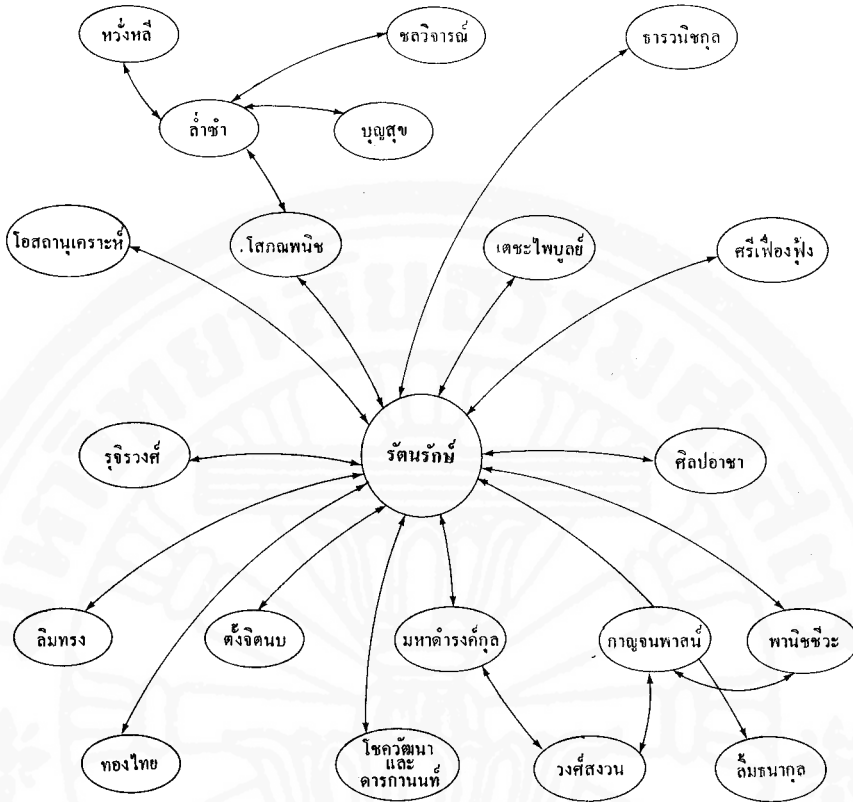 หวั่งหลี
ชลวิจารณ์
ธารวนิชกุล
ล่ำซำ
บุญสุข
โอสถานุเคราะห์
.โสภณพนิช
เตชะไพบูลย์
ศรีเฟื่องฟุ้ง
รุจิรวงศ์
รัตนรักษ์
ศิลปอาชา
ลิมทรง
ตั้งจิตนบ
มหาดำรงค์กุล
กาญจนพาสน์
พานิชชีวะ
ทองไทย
โชควัฒนา
และ
ดารกานนท์
วงศ์สงวน
ลิ้มธนากุล